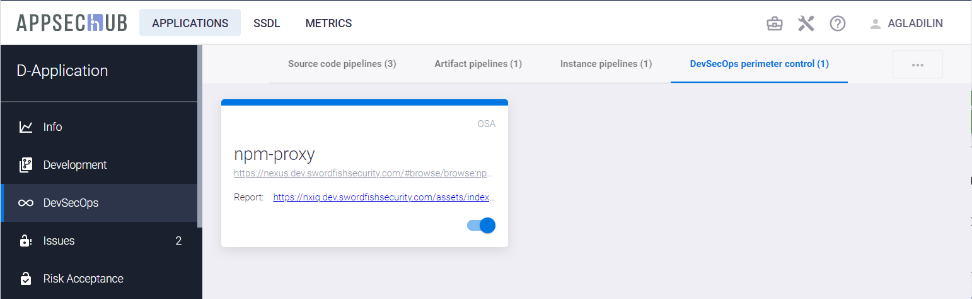 APPSECHUB APPLICATIONS SSDL METRICS AGLADILIN
D-Application
Source code pipelines (3) Artifact pipelines (1) Instance pipelines (1) DevSecOps perimeter control (1) ...
Info
Development
DevSecOps
Issues 2
Risk Acceptance
OSA
npm-proxy
https://nexus.dev.swordfishsecurity.com/#browse/browse:np...
Report: https://nxiq.dev.swordfishsecurity.com/assets/index...